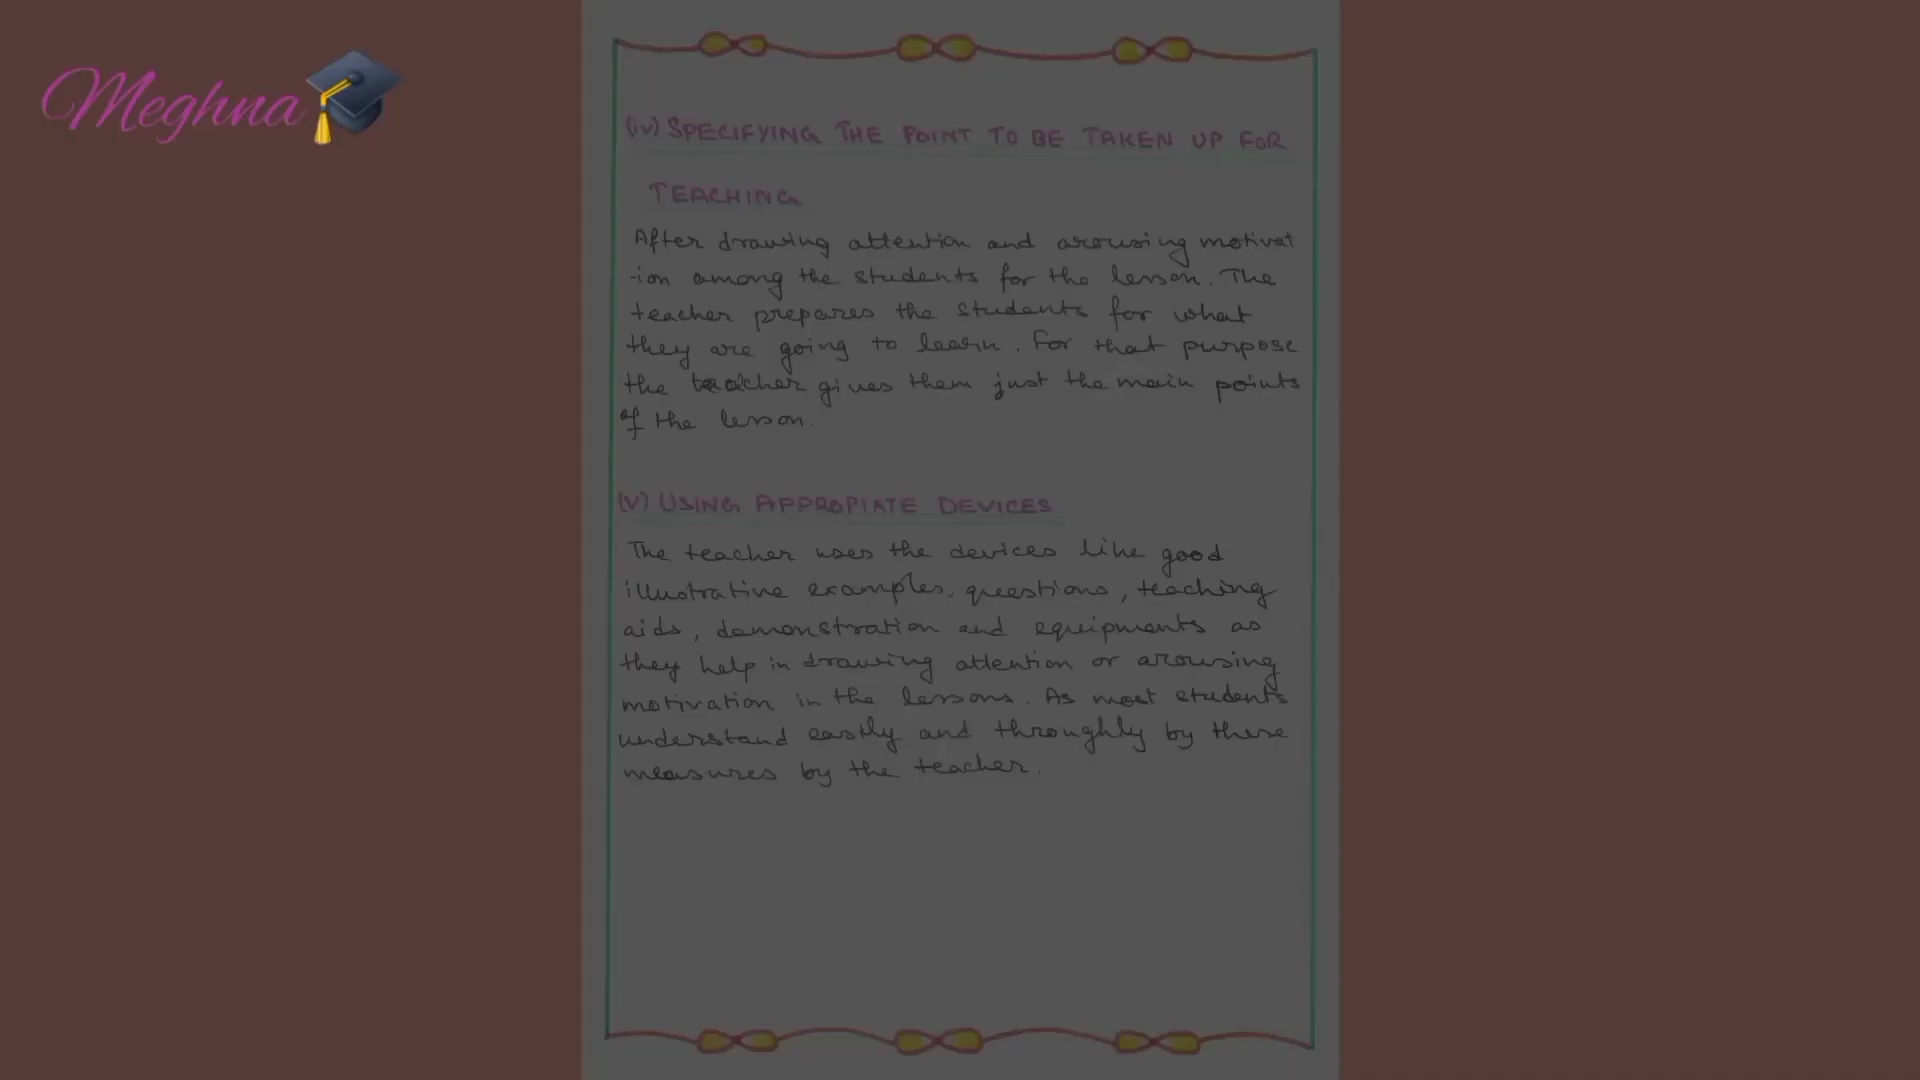 Meghna
(iv) SPECIFYING THE POINT TO BE TAKEN UP FOR
TEACHING
After drawing attention and arousing motivat
-ion among the students for the lesson. The
teacher prepares the students for what
they are going to learn. For that purpose
the teacher gives them just the main points
of the lesson.
(v) USING APPROPIATE DEVICES
The teacher uses the devices like good
illustrative examples, questions, teaching
aids, demonstration and equipments as
they help in drawing attention or arousing
motivation in the lessons. As most students
understand easily and throughly by these
measures by the teacher.